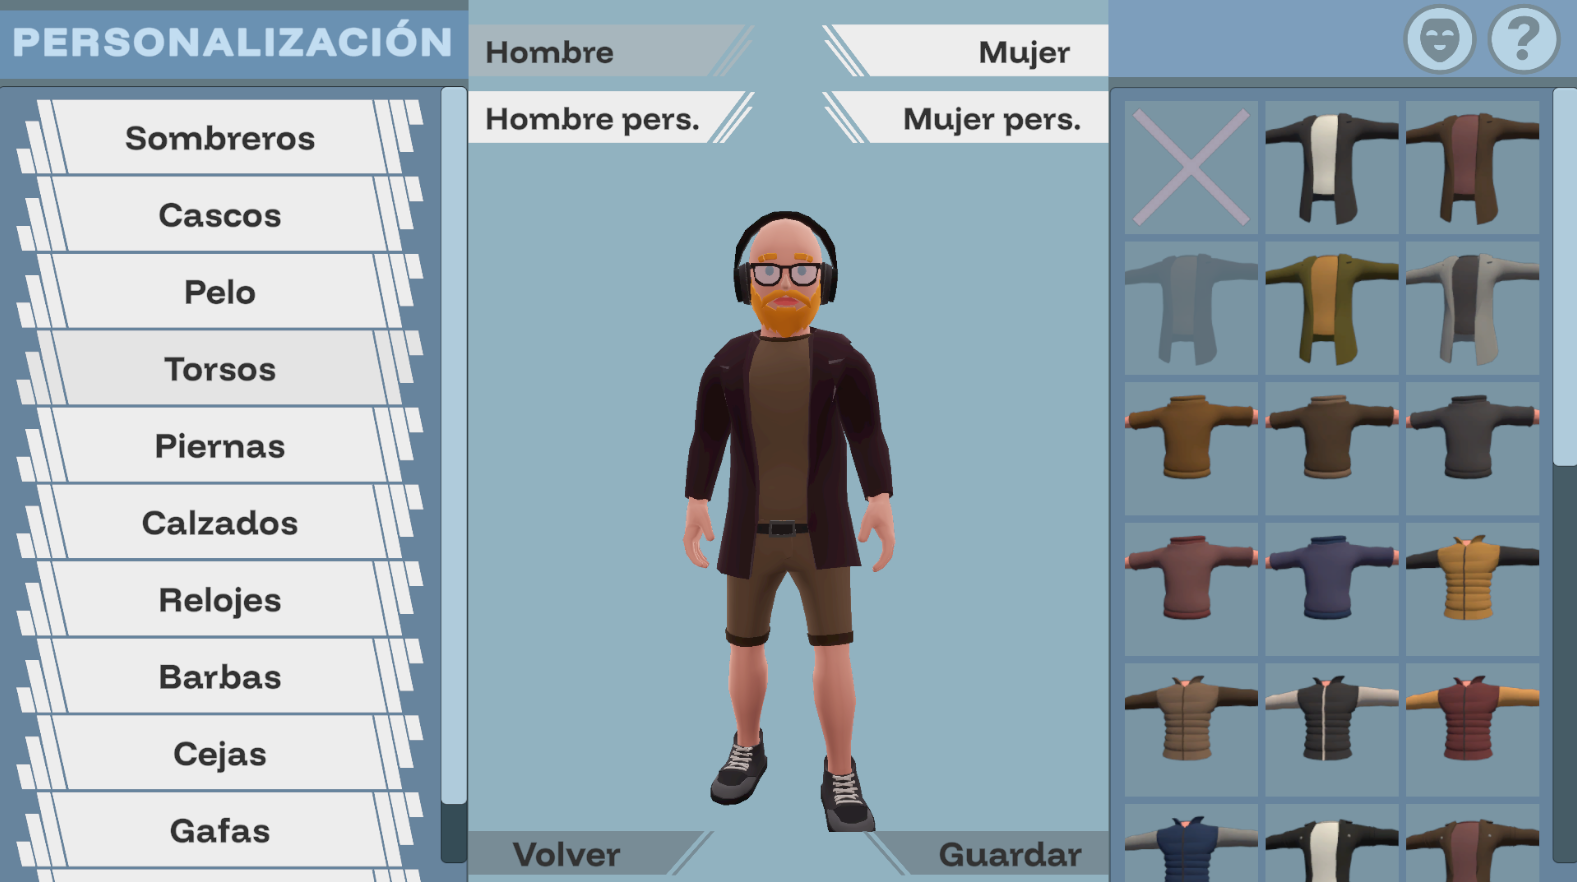 PERSONALIZACIÓN
Hombre
Mujer
Hombre pers.
Mujer pers.
?
Sombreros
Cascos
Pelo
Torsos
Piernas
Calzados
Relojes
Barbas
Cejas
Gafas
Volver
Guardar